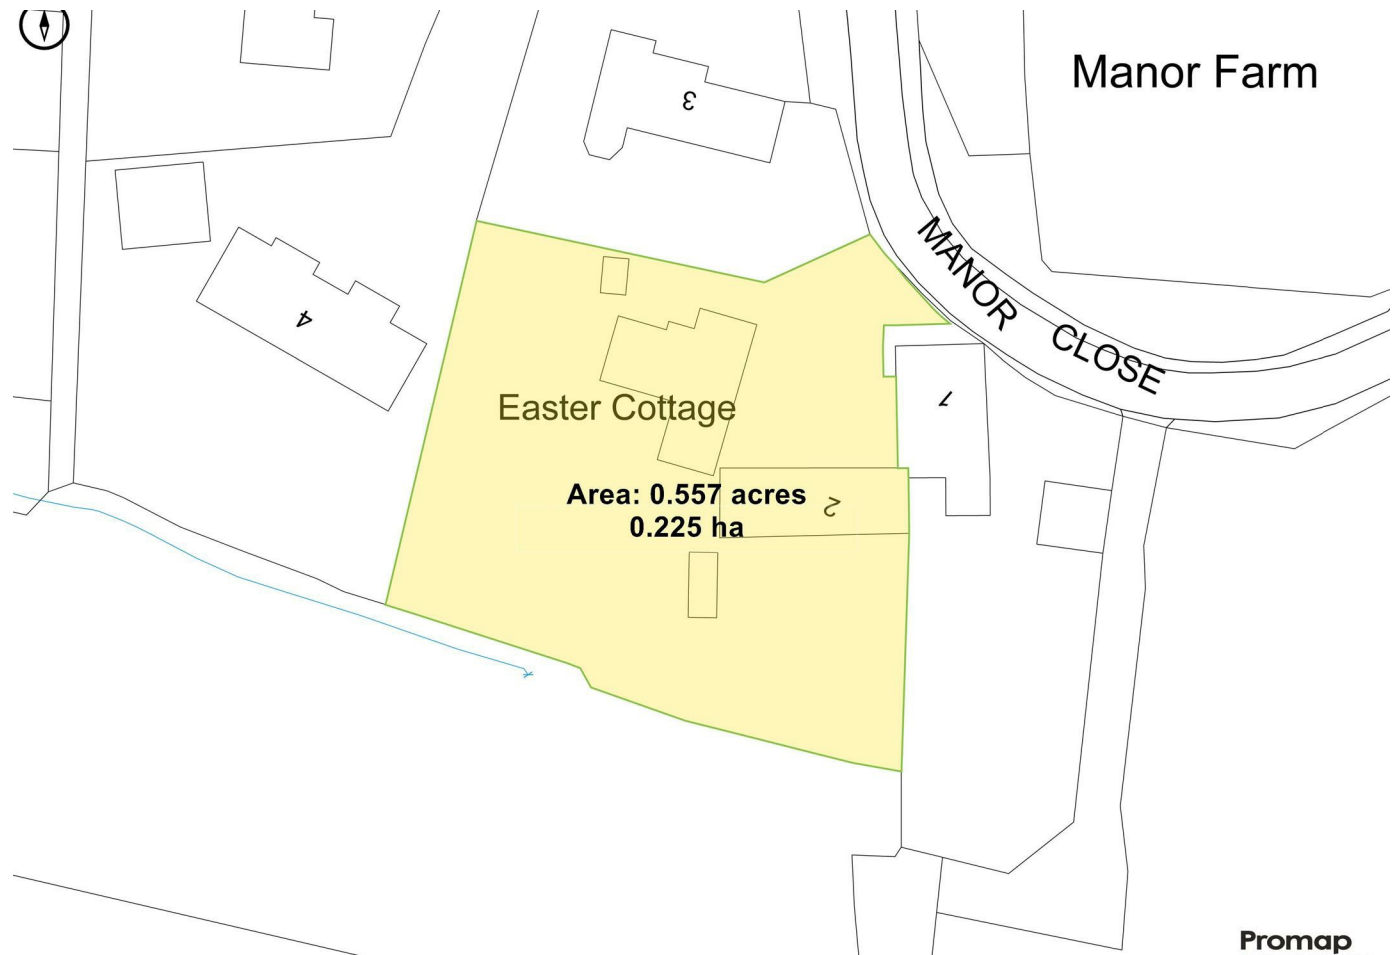 Manor Farm
3
MANOR CLOSE
4
1
Easter Cottage
Area: 0.557 acres
2
0.225 ha
Promap